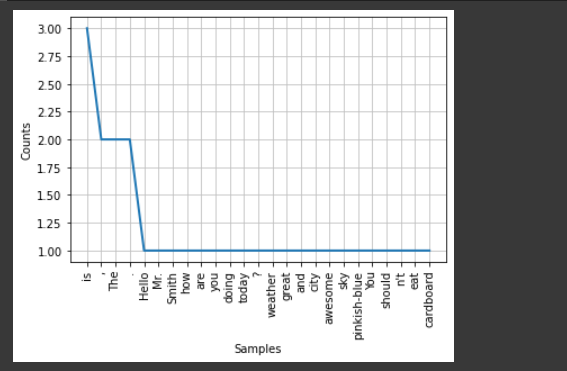 3.00
2.75
2.50
2.25
2.00
1.75
1.50
1.25
1.00
Counts
is
,
The
.
Hello
Mr.
Smith
how
are
you
doing
today
?
weather
great
and
city
awesome
sky
pinkish-blue
You
should
n't
eat
cardboard
Samples